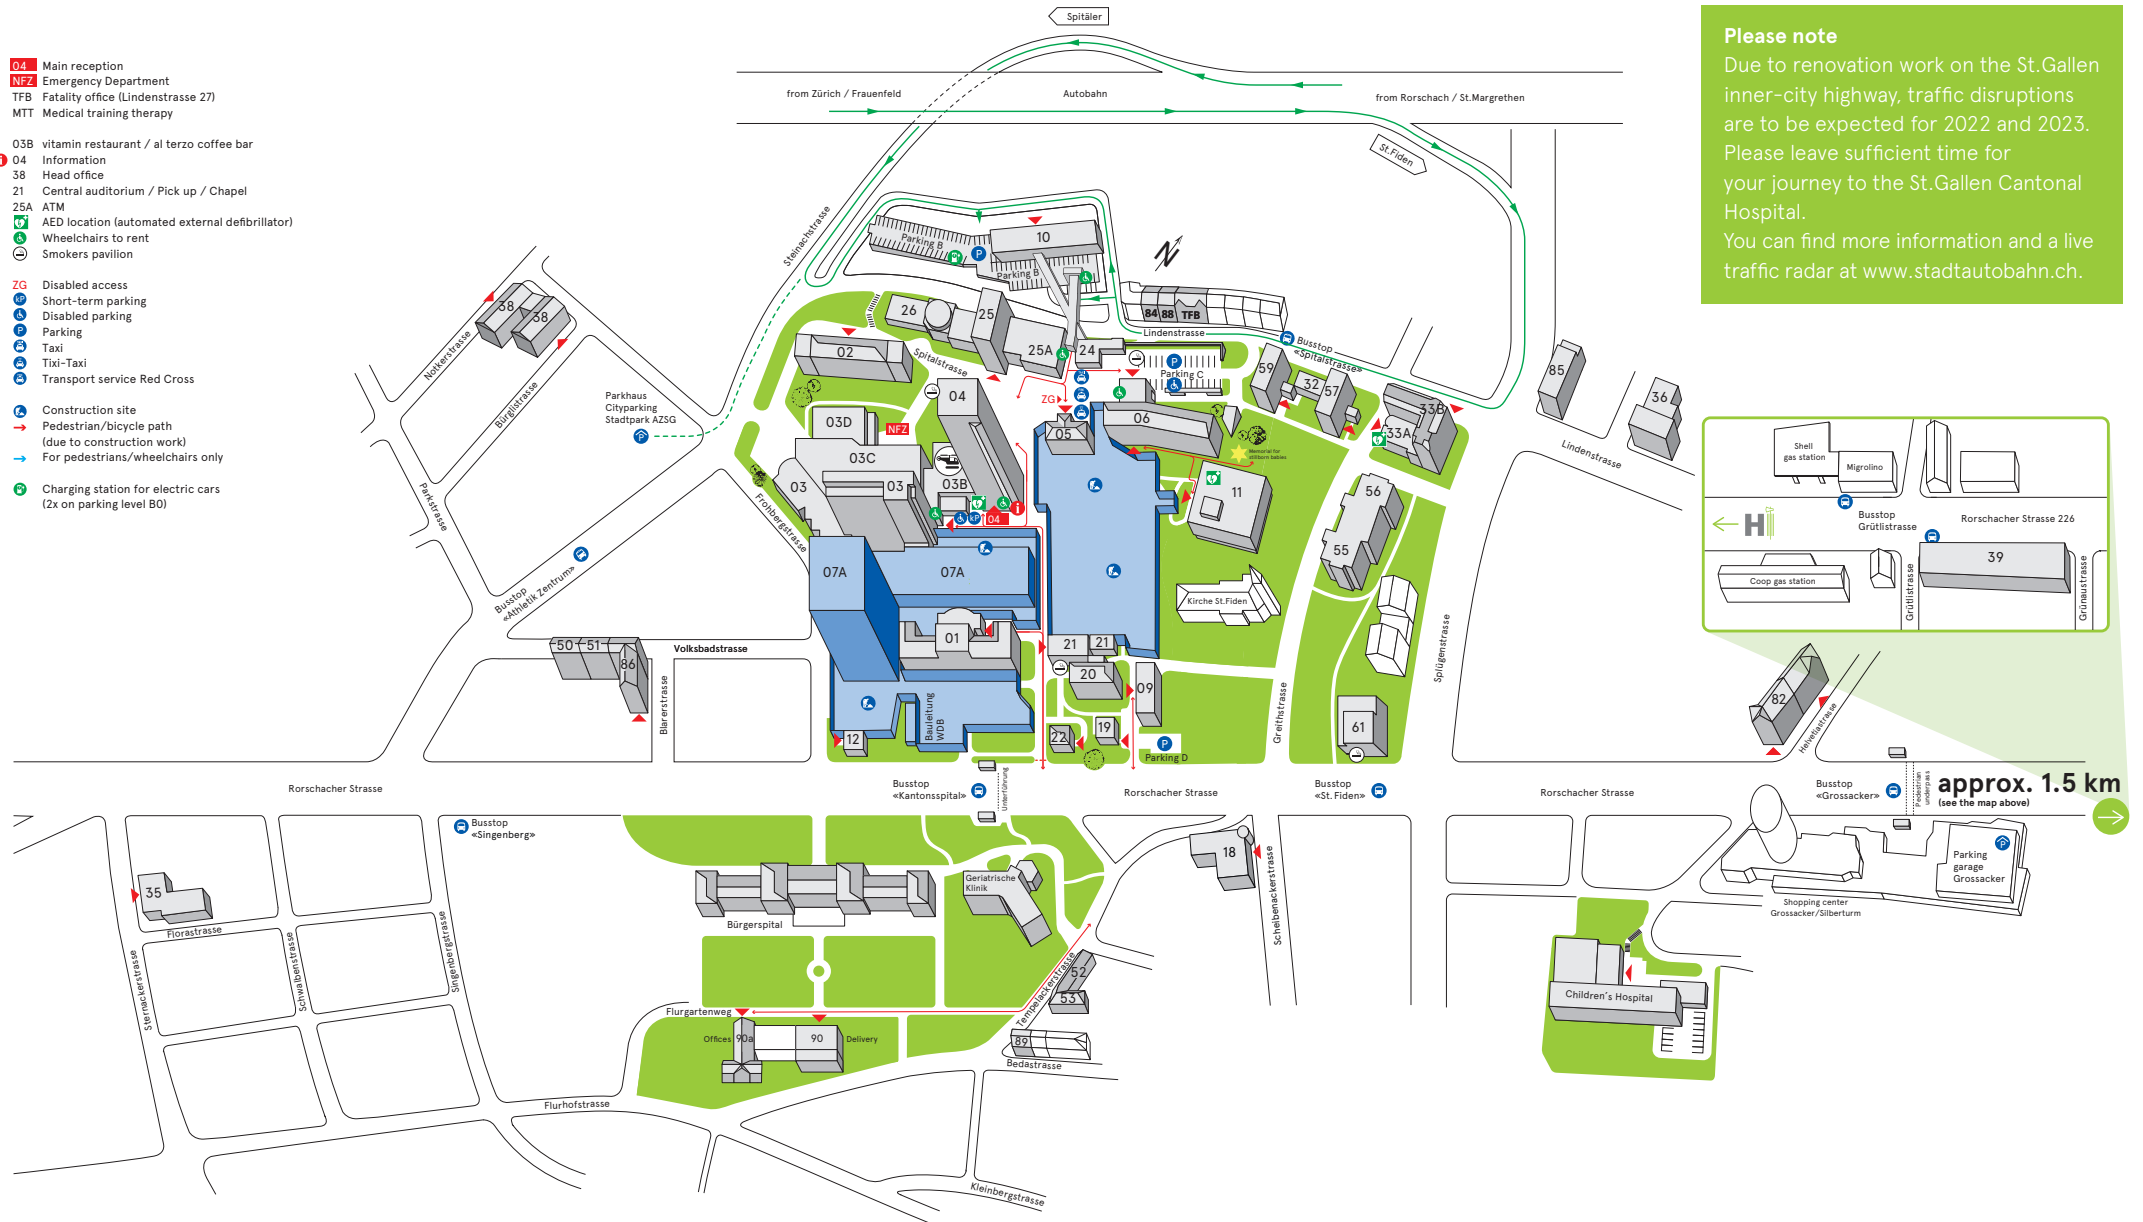 Spitäler
Please note
Due to renovation work on the St.Gallen
inner-city highway, traffic disruptions
are to be expected for 2022 and 2023.
Please leave sufficient time for
your journey to the St.Gallen Cantonal
Hospital.
You can find more information and a live
traffic radar at www.stadtautobahn.ch.
04 Main reception
NFZ Emergency Department
TFB Fatality office (Lindenstrasse 27)
MTT Medical training therapy
03B vitamin restaurant / al terzo coffee bar
i 04 Information
38 Head office
21 Central auditorium / Pick up / Chapel
25A ATM
AED location (automated external defibrillator)
Wheelchairs to rent
Smokers pavilion
ZG Disabled access
kP Short-term parking
Disabled parking
P Parking
Taxi
Tixi-Taxi
Transport service Red Cross
Construction site
Pedestrian/bicycle path
(due to construction work)
For pedestrians/wheelchairs only
Charging station for electric cars
(2x on parking level B0)
from Zürich / Frauenfeld
Autobahn
from Rorschach / St.Margrethen
St.Fiden
Steinachstrasse
Parking B
P
10
Parking B
N
26
25
25A
24
84 88 TFB
Lindenstrasse
Busstop
«Spitalstrasse»
38
38
Notkerstrasse
Bürglistrasse
02
Spitalstrasse
P
Parking C
59
32
57
85
36
33B
33A
Lindenstrasse
Parkhaus
Cityparking
Stadtpark AZSG
P
04
ZG
05
06
03D
NFZ
03C
03
03
03B
kP
04
i
Memorial for
stillborn babies
11
56
55
Frohbergstrasse
Parkstrasse
Busstop
«Athletik Zentrum»
07A
07A
Kirche St.Fiden
Shell
gas station
Migrolino
Busstop
Grütlistrasse
Rorschacher Strasse 226
H
39
Coop gas station
Grütlistrasse
Grünaustrasse
50 51
86
Volksbadstrasse
Blarerstrasse
01
21
21
20
09
12
Bauleitung
WDB
22
19
P
Parking D
Greithstrasse
Splügenstrasse
61
82
Helvetiastrasse
Rorschacher Strasse
Busstop
«Kantonsspital»
Unterführung
Rorschacher Strasse
Busstop
«St. Fiden»
Rorschacher Strasse
Busstop
«Grossacker»
Pedestrian
underpass
approx. 1.5 km
(see the map above)
Busstop
«Singenberg»
35
Florastrasse
Sternackerstrasse
Schwalbenstrasse
Singenbergstrasse
Bürgerspital
Geriatrische
Klinik
18
Scheibenackerstrasse
P
Parking
garage
Grossacker
Shopping center
Grossacker/Silberturm
Children´s Hospital
52
53
Tempelackerstrasse
Flurgartenweg
Offices 90a
90
Delivery
89
Bedastrasse
Flurhofstrasse
Kleinbergstrasse